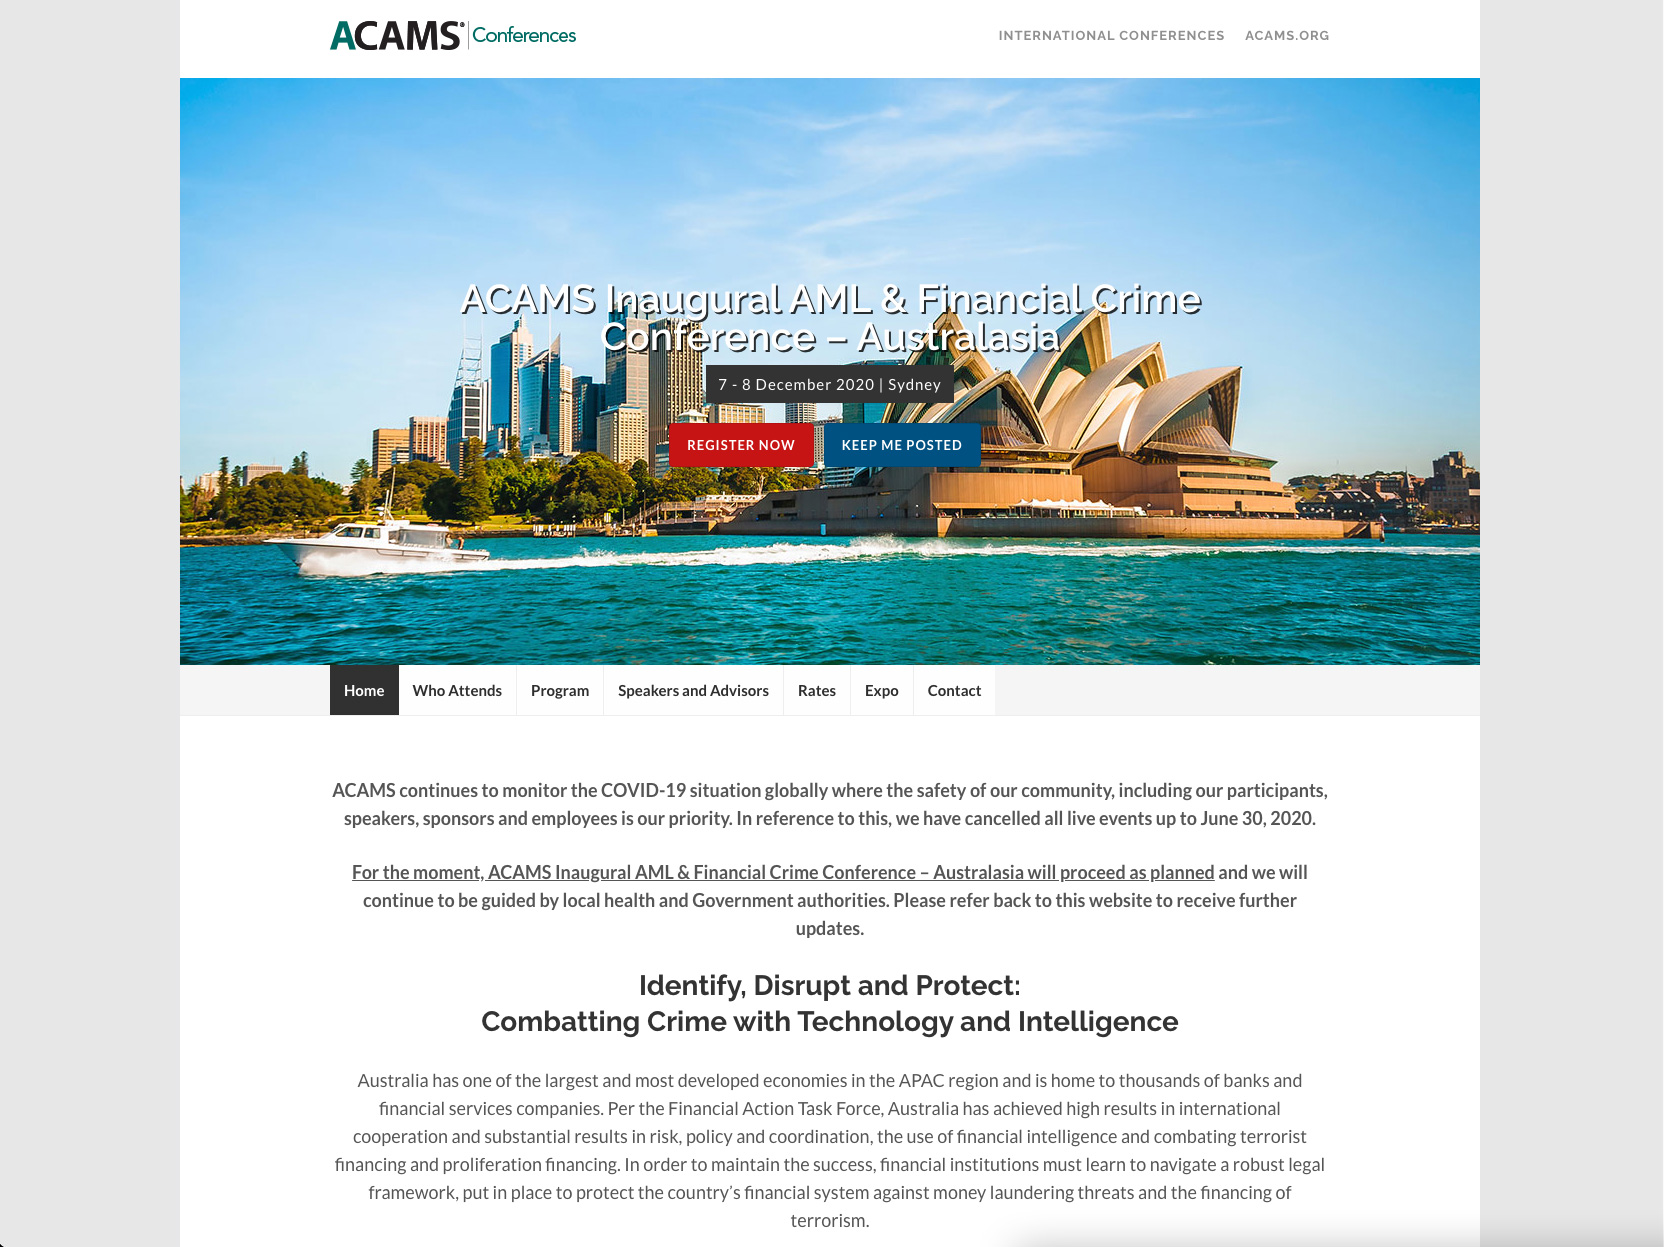 ACAMS® Conferences
INTERNATIONAL CONFERENCES ACAMS.ORG
ACAMS Inaugural AML & Financial Crime
Conference – Australasia
7 - 8 December 2020 | Sydney
REGISTER NOW KEEP ME POSTED
Home Who Attends Program Speakers and Advisors Rates Expo Contact
ACAMS continues to monitor the COVID-19 situation globally where the safety of our community, including our participants,
speakers, sponsors and employees is our priority. In reference to this, we have cancelled all live events up to June 30, 2020.
For the moment, ACAMS Inaugural AML & Financial Crime Conference – Australasia will proceed as planned and we will
continue to be guided by local health and Government authorities. Please refer back to this website to receive further
updates.
Identify, Disrupt and Protect:
Combatting Crime with Technology and Intelligence
Australia has one of the largest and most developed economies in the APAC region and is home to thousands of banks and
financial services companies. Per the Financial Action Task Force, Australia has achieved high results in international
cooperation and substantial results in risk, policy and coordination, the use of financial intelligence and combating terrorist
financing and proliferation financing. In order to maintain the success, financial institutions must learn to navigate a robust legal
framework, put in place to protect the country’s financial system against money laundering threats and the financing of
terrorism.